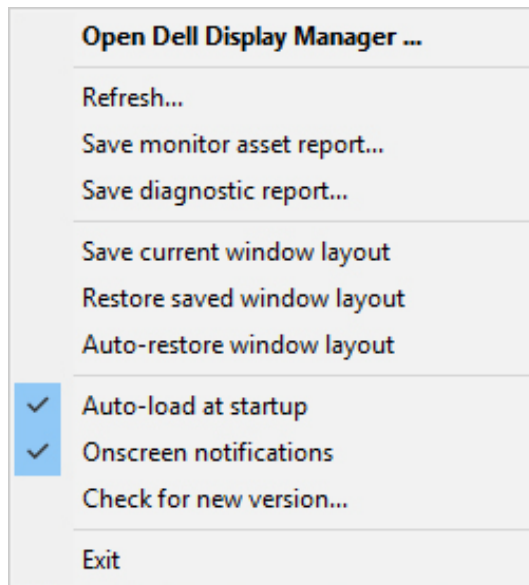 Open Dell Display Manager ...
Refresh...
Save monitor asset report...
Save diagnostic report...
Save current window layout
Restore saved window layout
Auto-restore window layout
Auto-load at startup
Onscreen notifications
Check for new version...
Exit